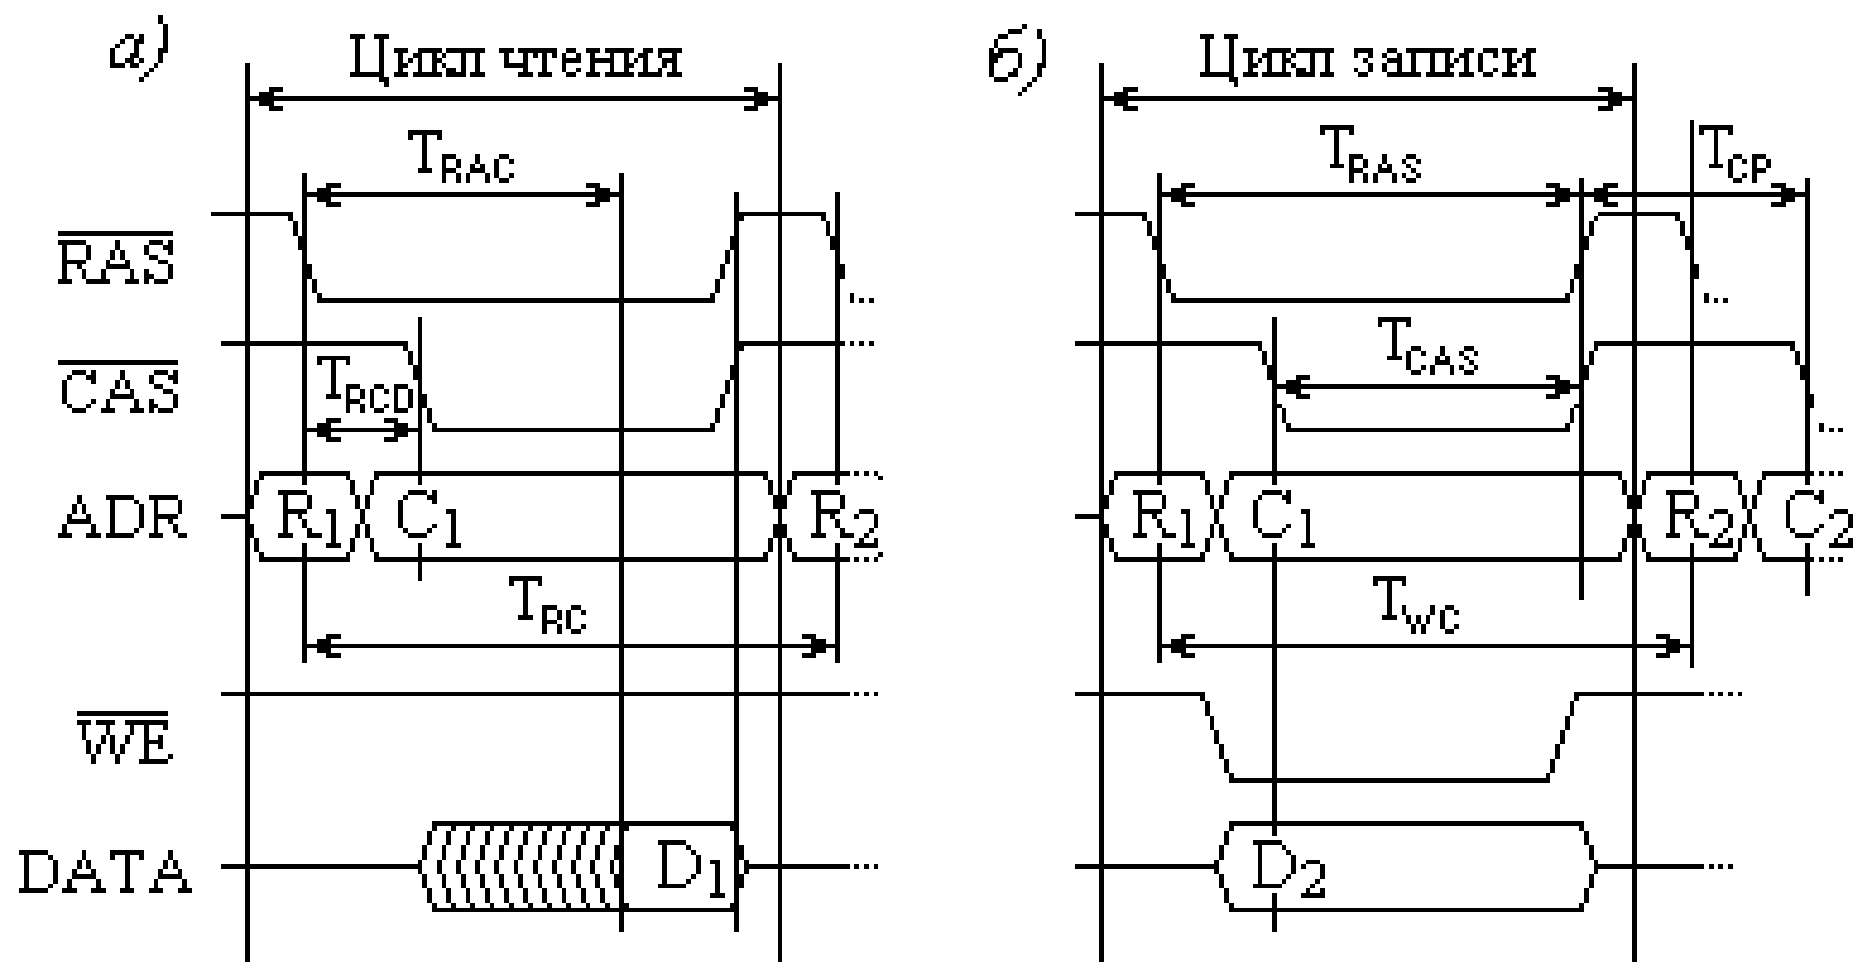 а) Цикл чтения
б) Цикл записи
T_RAC
T_RAS T_CP
RAS
...
...
CAS
T_RCD
T_CAS
...
ADR
R1 C1 R2
R1 C1 R2 C2
T_RC
T_WC
WE
DATA
D1
D2